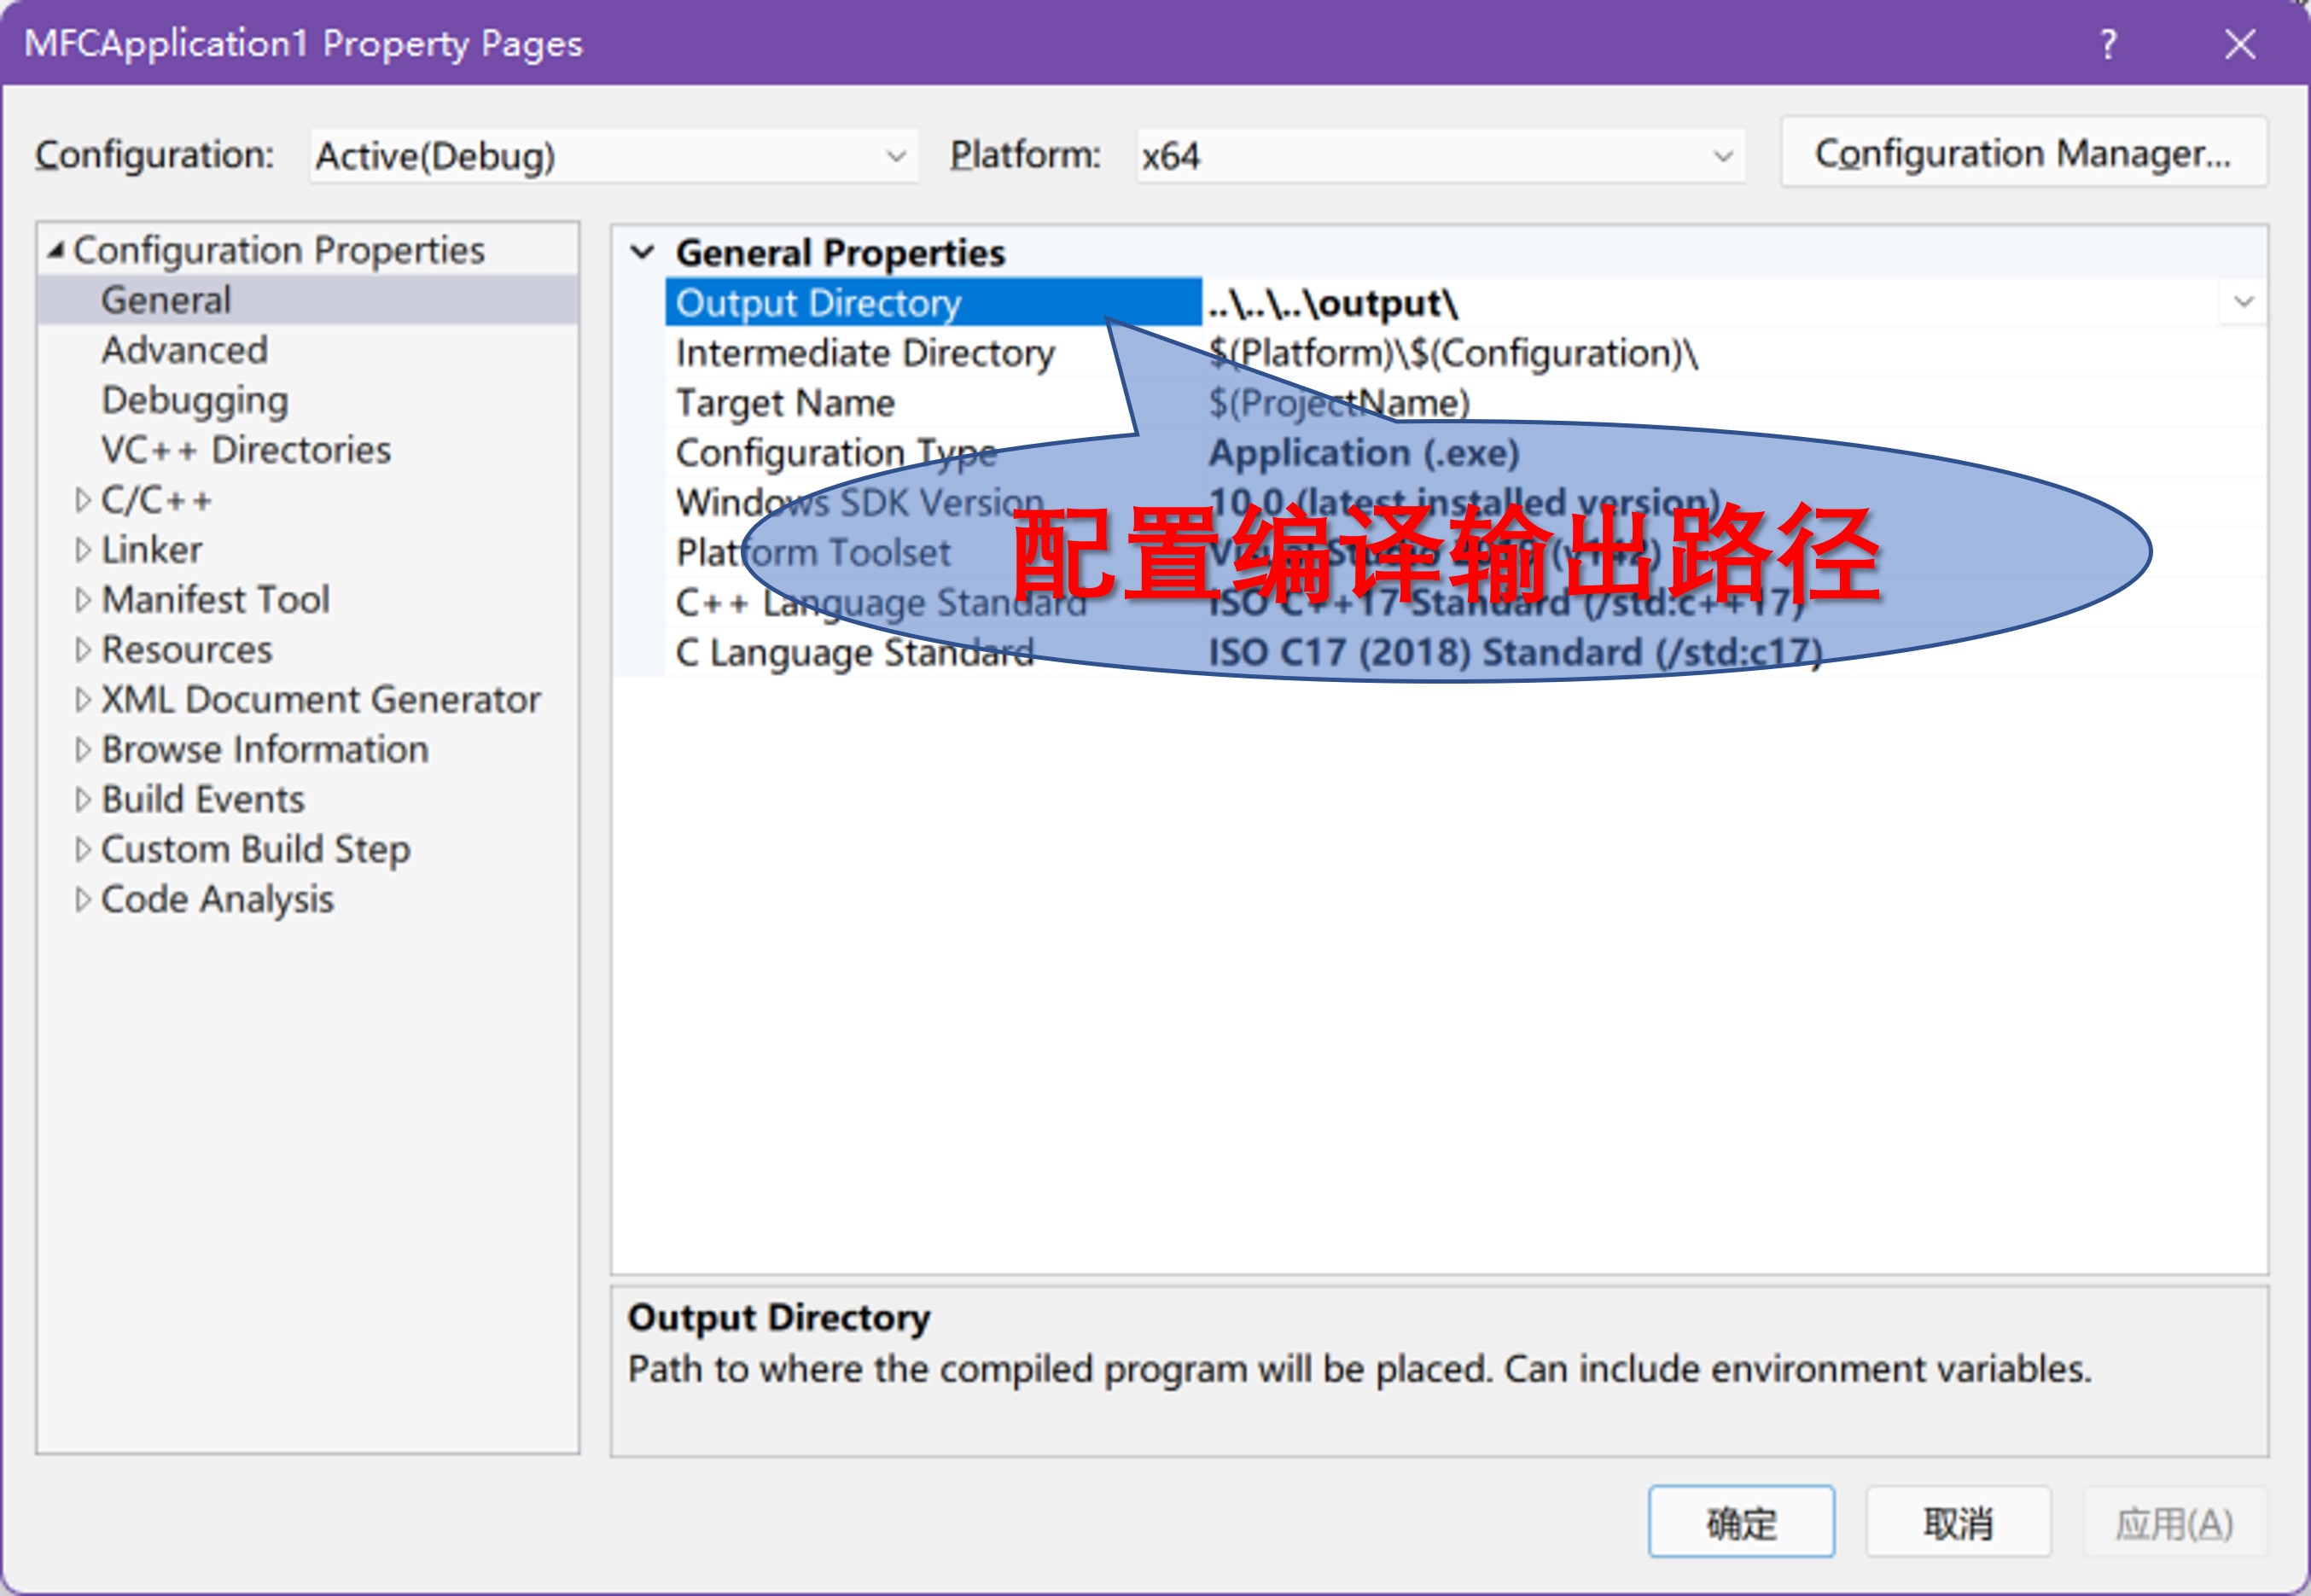 MFCApplication1 Property Pages
Configuration: Active(Debug) Platform: x64 Configuration Manager...
Configuration Properties
General
Advanced
Debugging
VC++ Directories
C/C++
Linker
Manifest Tool
Resources
XML Document Generator
Browse Information
Build Events
Custom Build Step
Code Analysis
General Properties
Output Directory ..\..\..\output\
Intermediate Directory $(Platform)\$(Configuration)\
Target Name $(ProjectName)
Configuration Type Application (.exe)
Windows SDK Version 10.0 (latest installed version)
Platform Toolset Visual Studio 2019 (v142)
C++ Language Standard ISO C++17 Standard (/std:c++17)
C Language Standard ISO C17 (2018) Standard (/std:c17)
配置编译输出路径
Output Directory
Path to where the compiled program will be placed. Can include environment variables.
确定 取消 应用(A)